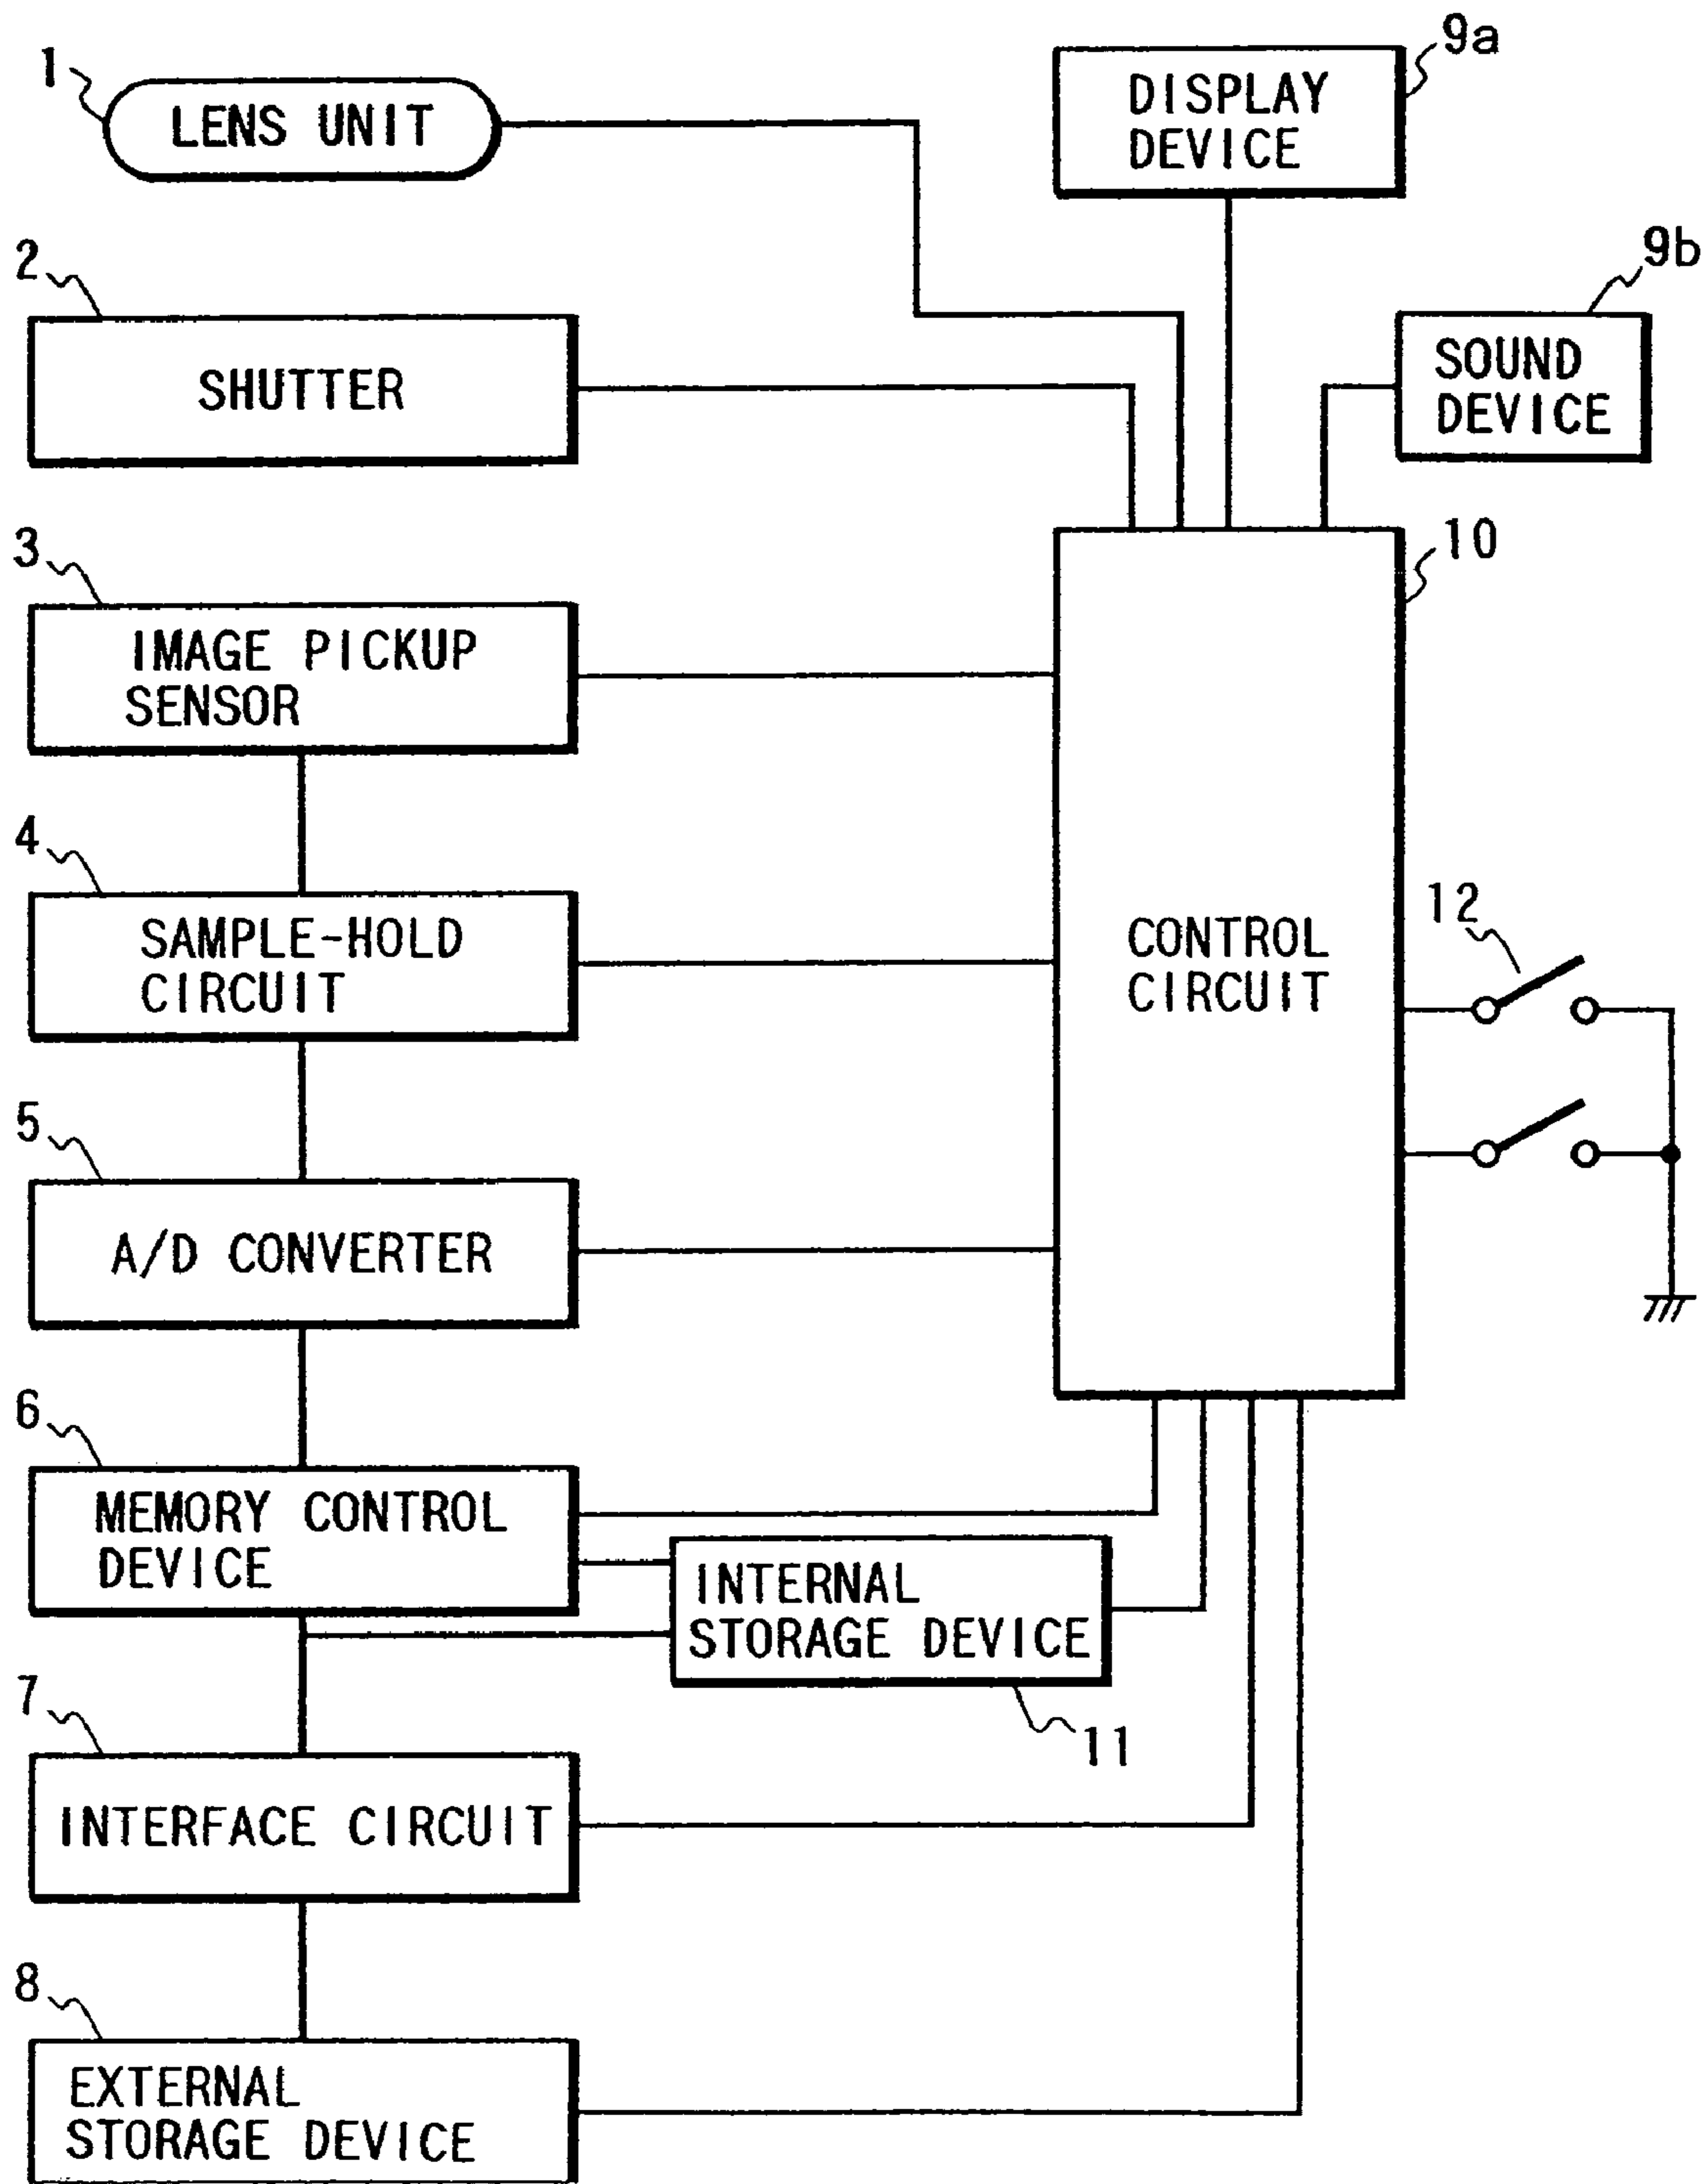 1
LENS UNIT
9a
DISPLAY
DEVICE
2
SHUTTER
9b
SOUND
DEVICE
3
IMAGE PICKUP
SENSOR
10
CONTROL
CIRCUIT
4
SAMPLE-HOLD
CIRCUIT
12
5
A/D CONVERTER
6
MEMORY CONTROL
DEVICE
INTERNAL
STORAGE DEVICE
11
7
INTERFACE CIRCUIT
8
EXTERNAL
STORAGE DEVICE